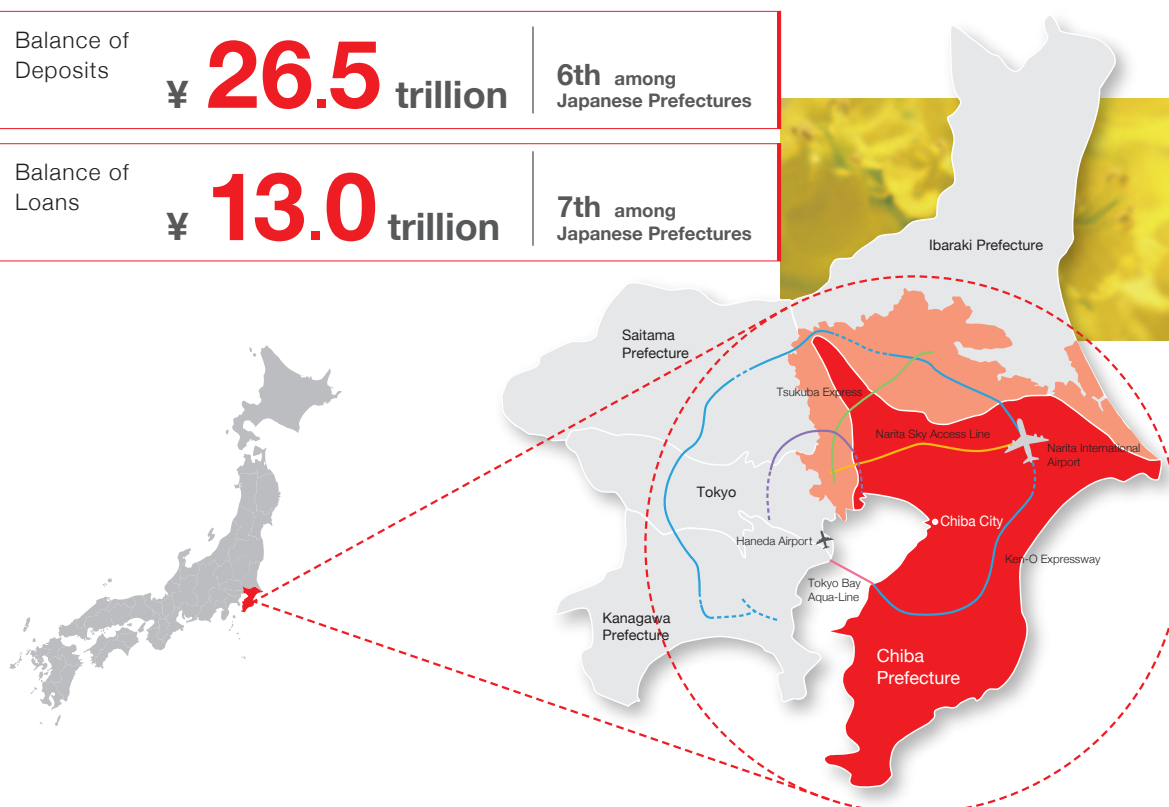 Balance of
Deposits
¥ 26.5 trillion
6th among
Japanese Prefectures
Balance of
Loans
¥ 13.0 trillion
7th among
Japanese Prefectures
Ibaraki Prefecture
Saitama
Prefecture
Tsukuba Express
Narita Sky Access Line
Narita International
Airport
Tokyo
Chiba City
Haneda Airport
Ken-O Expressway
Tokyo Bay
Aqua-Line
Kanagawa
Prefecture
Chiba
Prefecture